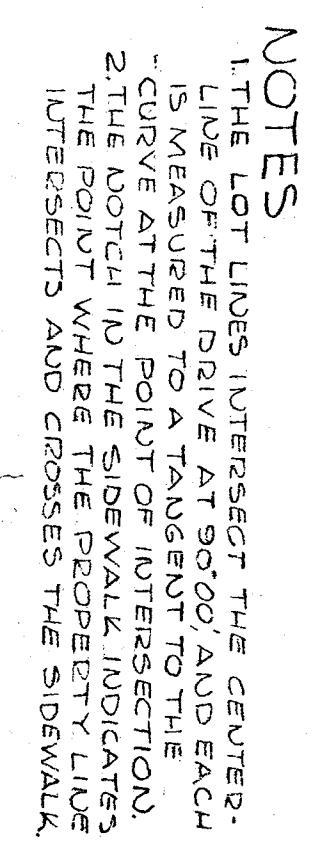 NOTES
1. THE LOT LINES INTERSECT THE CENTER-
LINE OF THE DRIVE AT 90°00', AND EACH
IS MEASURED TO A TANGENT TO THE
CURVE AT THE POINT OF INTERSECTION.
2. THE NOTCH IN THE SIDEWALK INDICATES
THE POINT WHERE THE PROPERTY LINE
INTERSECTS AND CROSSES THE SIDEWALK.